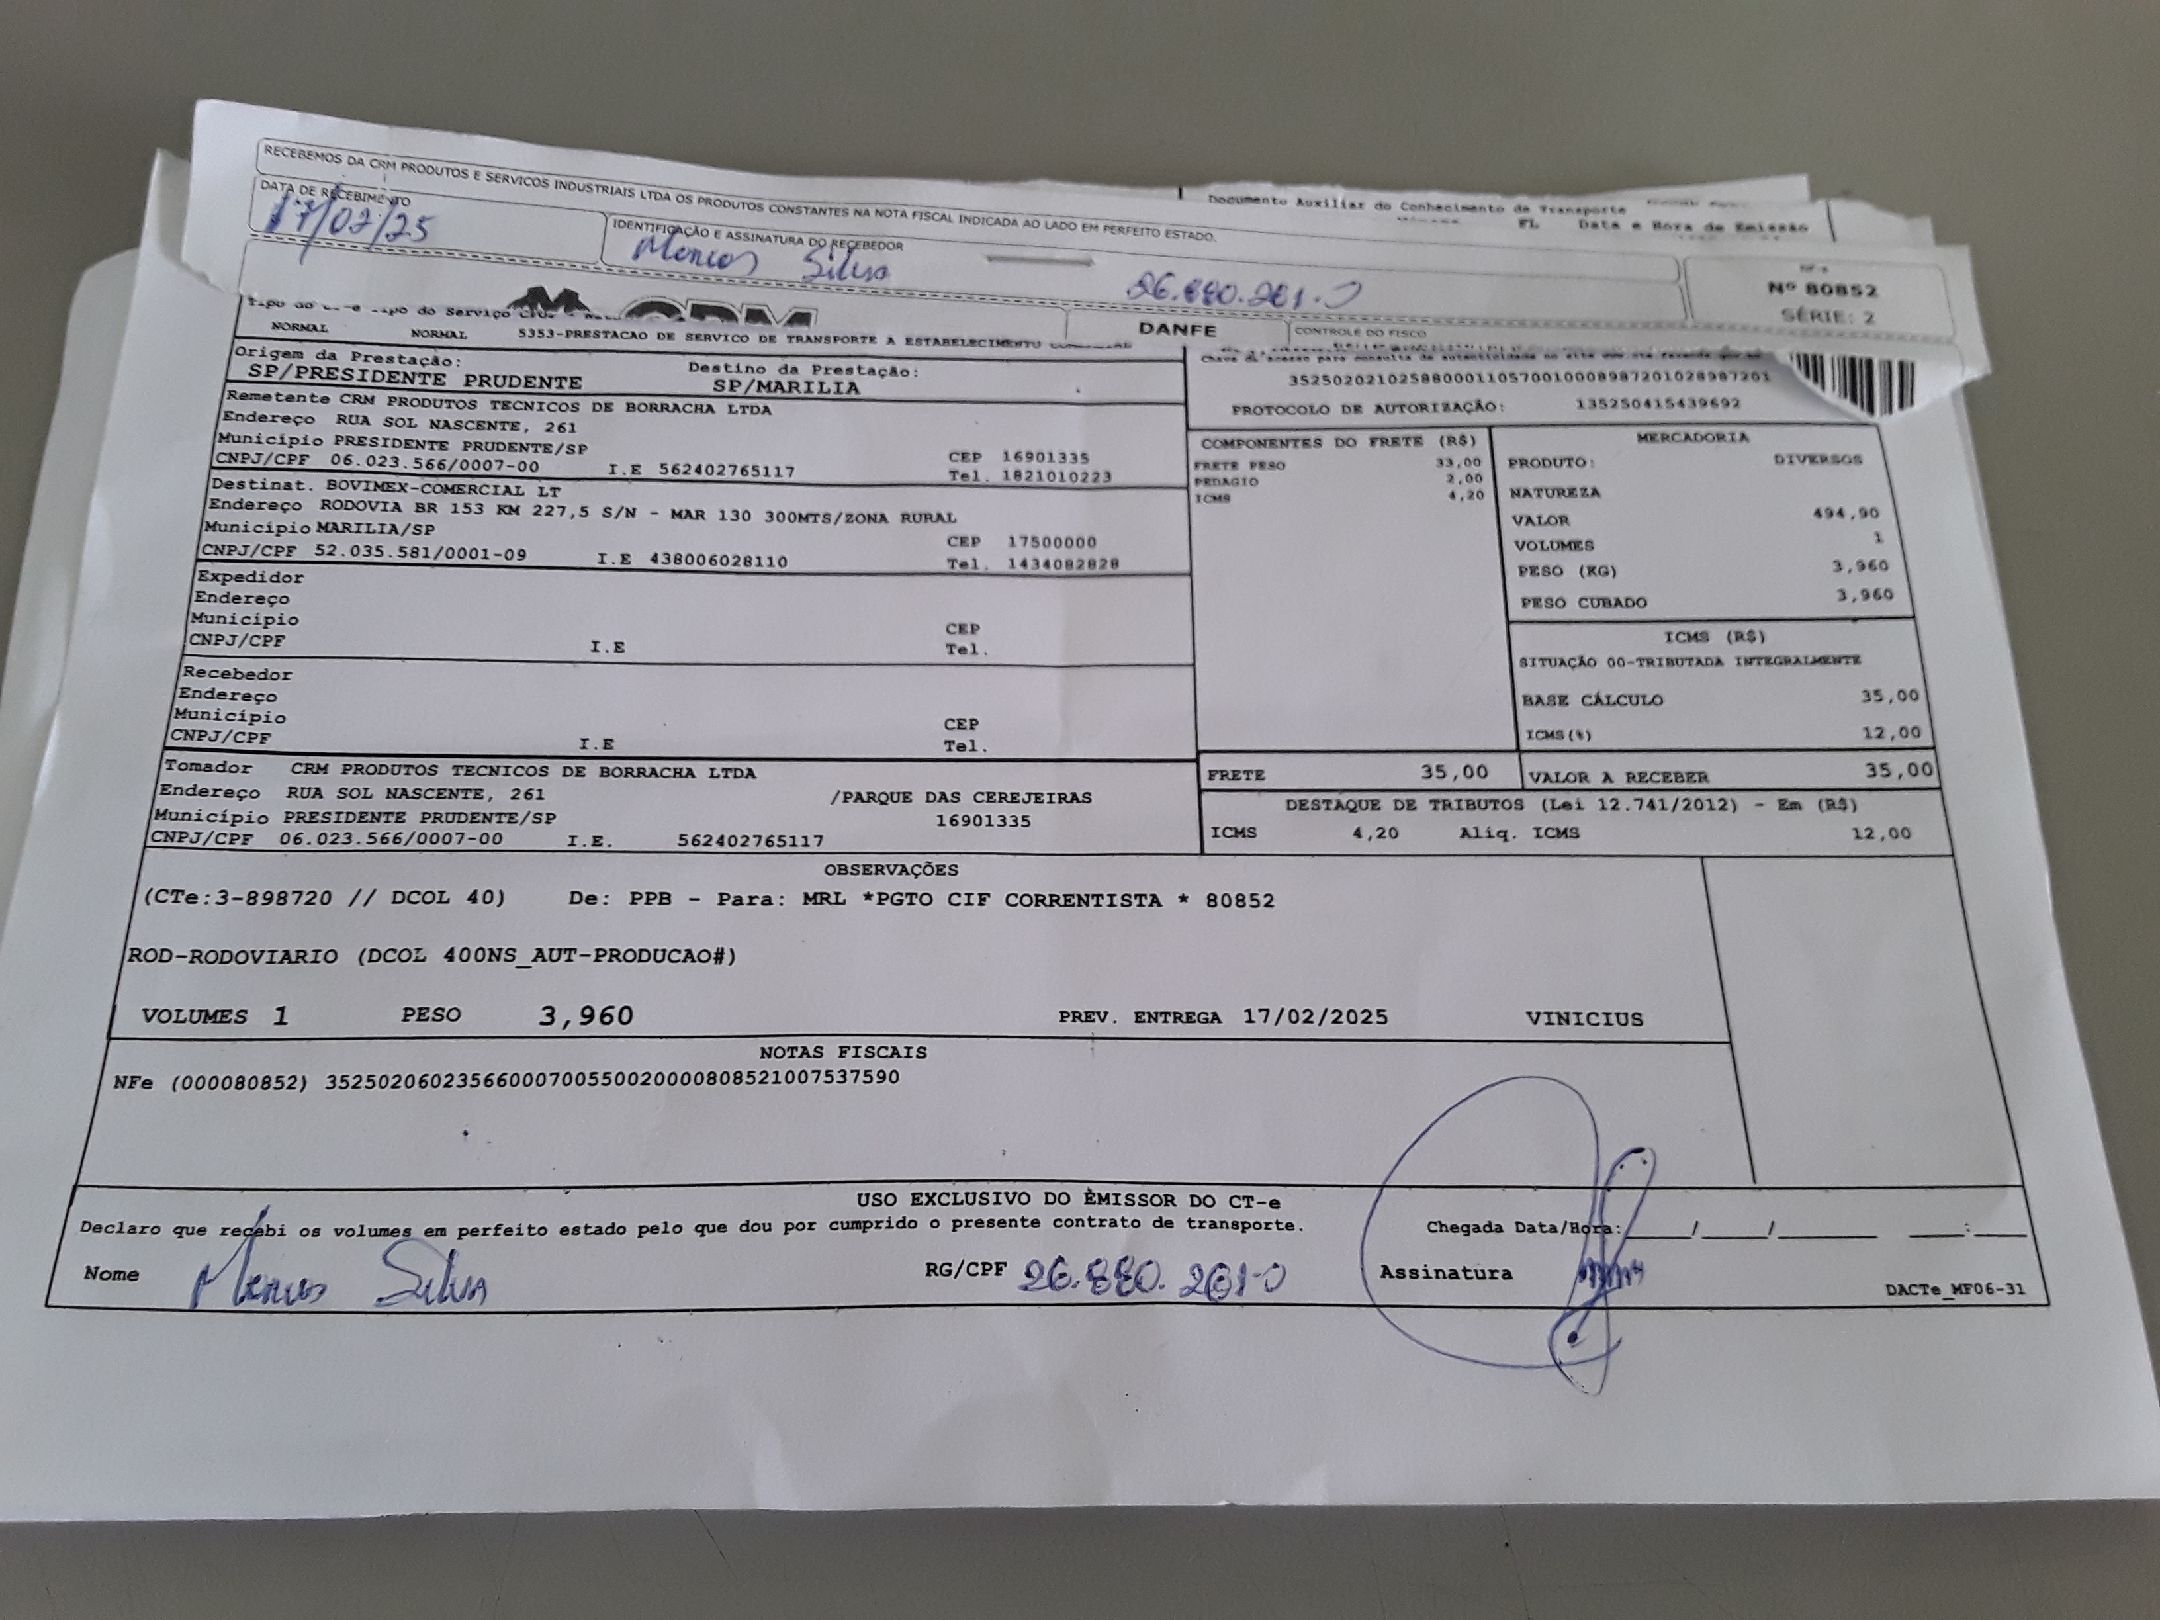 RECEBEMOS DA CRM PRODUTOS E SERVICOS INDUSTRIAIS LTDA OS PRODUTOS CONSTANTES NA NOTA FISCAL INDICADA AO LADO EM PERFEITO ESTADO.
Documento Auxiliar do Conhecimento de Transporte
FL Data e Hora de Emissão
DATA DE RECEBIMENTO
17/02/25
IDENTIFICAÇÃO E ASSINATURA DO RECEBEDOR
Marcos Silva 26.880.261-0
NF-e
Nº 80852
SÉRIE: 2
CRM
DANFE
CONTROLE DO FISCO
NORMAL NORMAL 5353-PRESTACAO DE SERVICO DE TRANSPORTE A ESTABELECIMENTO
Origem da Prestação: Destino da Prestação:
SP/PRESIDENTE PRUDENTE SP/MARILIA
35250202102588000110570010008987201028987201
PROTOCOLO DE AUTORIZAÇÃO: 135250415439692
Remetente CRM PRODUTOS TECNICOS DE BORRACHA LTDA
Endereço RUA SOL NASCENTE, 261
Município PRESIDENTE PRUDENTE/SP CEP 16901335
CNPJ/CPF 06.023.566/0007-00 I.E 562402765117 Tel. 1821010223
Destinat. BOVIMEX-COMERCIAL LT
Endereço RODOVIA BR 153 KM 227,5 S/N - MAR 130 300MTS/ZONA RURAL
Município MARILIA/SP CEP 17500000
CNPJ/CPF 52.035.581/0001-09 I.E 438006028110 Tel. 1434082828
Expedidor
Endereço
Município CEP
CNPJ/CPF I.E Tel.
Recebedor
Endereço
Município CEP
CNPJ/CPF I.E Tel.
Tomador CRM PRODUTOS TECNICOS DE BORRACHA LTDA
Endereço RUA SOL NASCENTE, 261 /PARQUE DAS CEREJEIRAS
Município PRESIDENTE PRUDENTE/SP 16901335
CNPJ/CPF 06.023.566/0007-00 I.E. 562402765117
COMPONENTES DO FRETE (R$)
FRETE PESO 33,00
PEDAGIO 2,00
ICMS 4,20
MERCADORIA
PRODUTO: DIVERSOS
NATUREZA
VALOR 494,90
VOLUMES 1
PESO (KG) 3,960
PESO CUBADO 3,960
ICMS (R$)
SITUAÇÃO 00-TRIBUTADA INTEGRALMENTE
BASE CÁLCULO 35,00
ICMS(%) 12,00
FRETE 35,00 VALOR A RECEBER 35,00
DESTAQUE DE TRIBUTOS (Lei 12.741/2012) - Em (R$)
ICMS 4,20 Aliq. ICMS 12,00
OBSERVAÇÕES
(CTe:3-898720 // DCOL 40) De: PPB - Para: MRL *PGTO CIF CORRENTISTA * 80852
ROD-RODOVIARIO (DCOL 400NS_AUT-PRODUCAO#)
VOLUMES 1 PESO 3,960 PREV. ENTREGA 17/02/2025 VINICIUS
NOTAS FISCAIS
NFe (000080852) 35250206023566000700550020000808521007537590
USO EXCLUSIVO DO EMISSOR DO CT-e
Declaro que recebi os volumes em perfeito estado pelo que dou por cumprido o presente contrato de transporte. Chegada Data/Hora:_____/_____/_______ ____:____
Nome Marcos Silva RG/CPF 26.880.261-0 Assinatura
DACTe_MF06-31